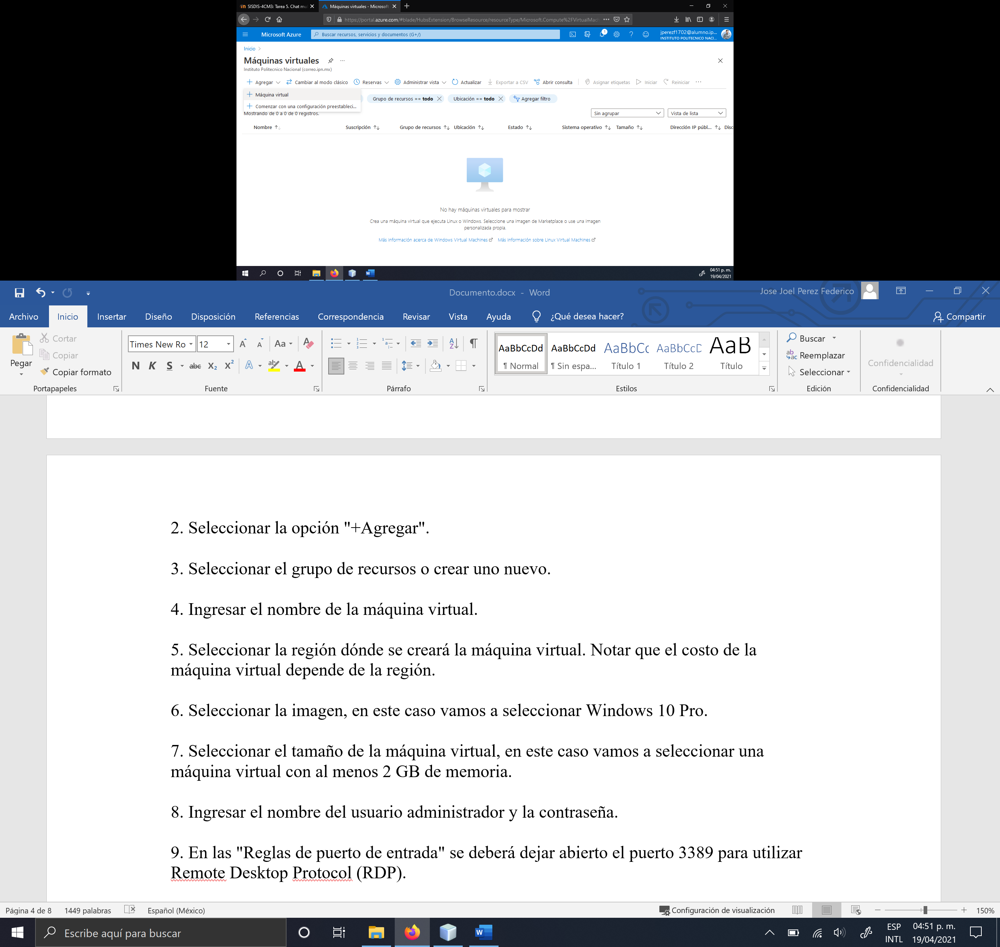 SISDIS-4CM3: Tarea 5. Chat mul
Máquinas virtuales - Microsoft
https://portal.azure.com/#blade/HubsExtension/BrowseResource/resourceType/Microsoft.Compute%2FVirtualMach
Microsoft Azure
Buscar recursos, servicios y documentos (G+/)
1
jperezf1702@alumno.ip...
INSTITUTO POLITECNICO NACI...
Inicio >
Máquinas virtuales
Instituto Politecnico Nacional (correo.ipn.mx)
Agregar Cambiar al modo clásico Reservas Administrar vista Actualizar Exportar a CSV Abrir consulta Asignar etiquetas Iniciar Reiniciar ...
Máquina virtual
Grupo de recursos == todo Ubicación == todo Agregar filtro
Comenzar con una configuración preestableci...
Mostrando de 0 a 0 de 0 registros.
Sin agrupar Vista de lista
Nombre Suscripción Grupo de recursos Ubicación Estado Sistema operativo Tamaño Dirección IP públ... Disc
No hay máquinas virtuales para mostrar
Crea una máquina virtual que ejecuta Linux o Windows. Seleccione una imagen de Marketplace o use una imagen
personalizada propia.
Más información acerca de Windows Virtual Machines Más información sobre Linux Virtual Machines
04:51 p. m.
19/04/2021
Documento.docx - Word
Jose Joel Perez Federico
Archivo Inicio Insertar Diseño Disposición Referencias Correspondencia Revisar Vista Ayuda ¿Qué desea hacer? Compartir
Pegar
Cortar
Copiar
Copiar formato
Portapapeles
Times New Ro 12
Aa
N K S abc X₂ X² A ab A
Fuente
Párrafo
AaBbCcDd AaBbCcDd AaBbCc AaBbCcD AaB
¶ Normal ¶ Sin espa... Título 1 Título 2 Título
Estilos
Buscar
Reemplazar
Seleccionar
Edición
Confidencialidad
Confidencialidad
2. Seleccionar la opción "+Agregar".
3. Seleccionar el grupo de recursos o crear uno nuevo.
4. Ingresar el nombre de la máquina virtual.
5. Seleccionar la región dónde se creará la máquina virtual. Notar que el costo de la
máquina virtual depende de la región.
6. Seleccionar la imagen, en este caso vamos a seleccionar Windows 10 Pro.
7. Seleccionar el tamaño de la máquina virtual, en este caso vamos a seleccionar una
máquina virtual con al menos 2 GB de memoria.
8. Ingresar el nombre del usuario administrador y la contraseña.
9. En las "Reglas de puerto de entrada" se deberá dejar abierto el puerto 3389 para utilizar
Remote Desktop Protocol (RDP).
Página 4 de 8 1449 palabras Español (México) Configuración de visualización 150%
Escribe aquí para buscar
ESP
INTL
04:51 p. m.
19/04/2021